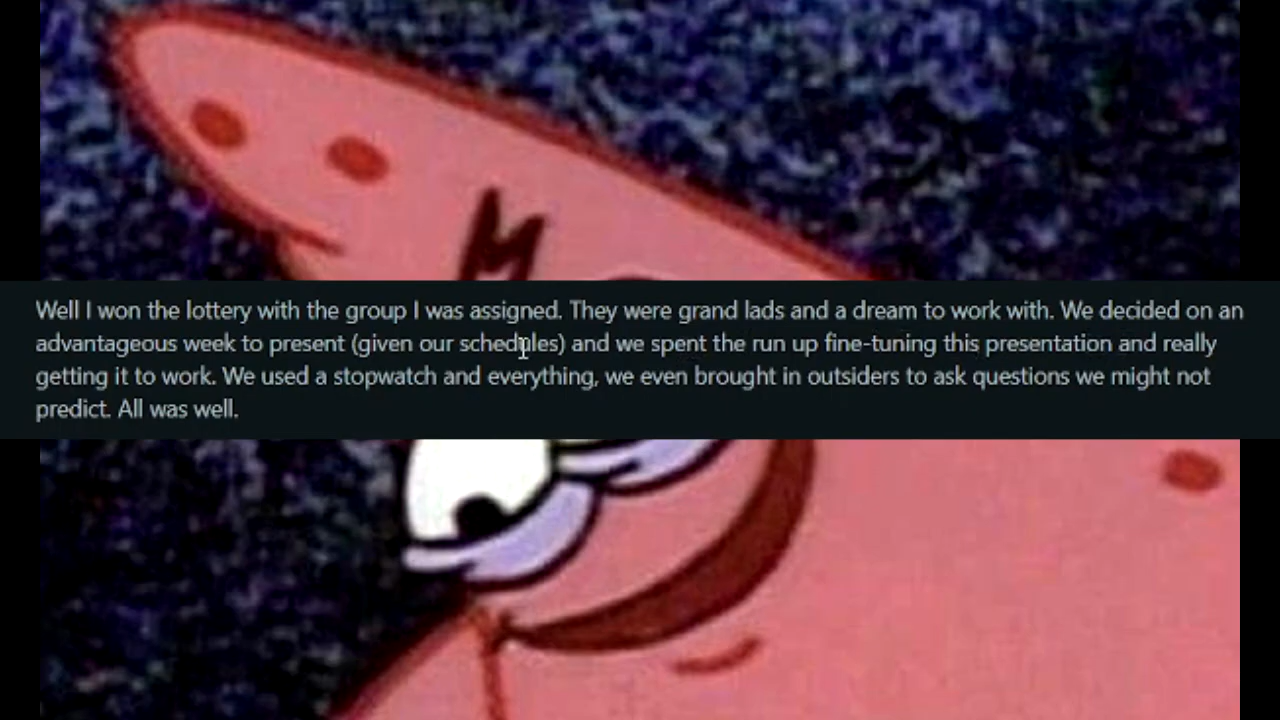 Well I won the lottery with the group I was assigned. They were grand lads and a dream to work with. We decided on an
advantageous week to present (given our schedules) and we spent the run up fine-tuning this presentation and really
getting it to work. We used a stopwatch and everything, we even brought in outsiders to ask questions we might not
predict. All was well.